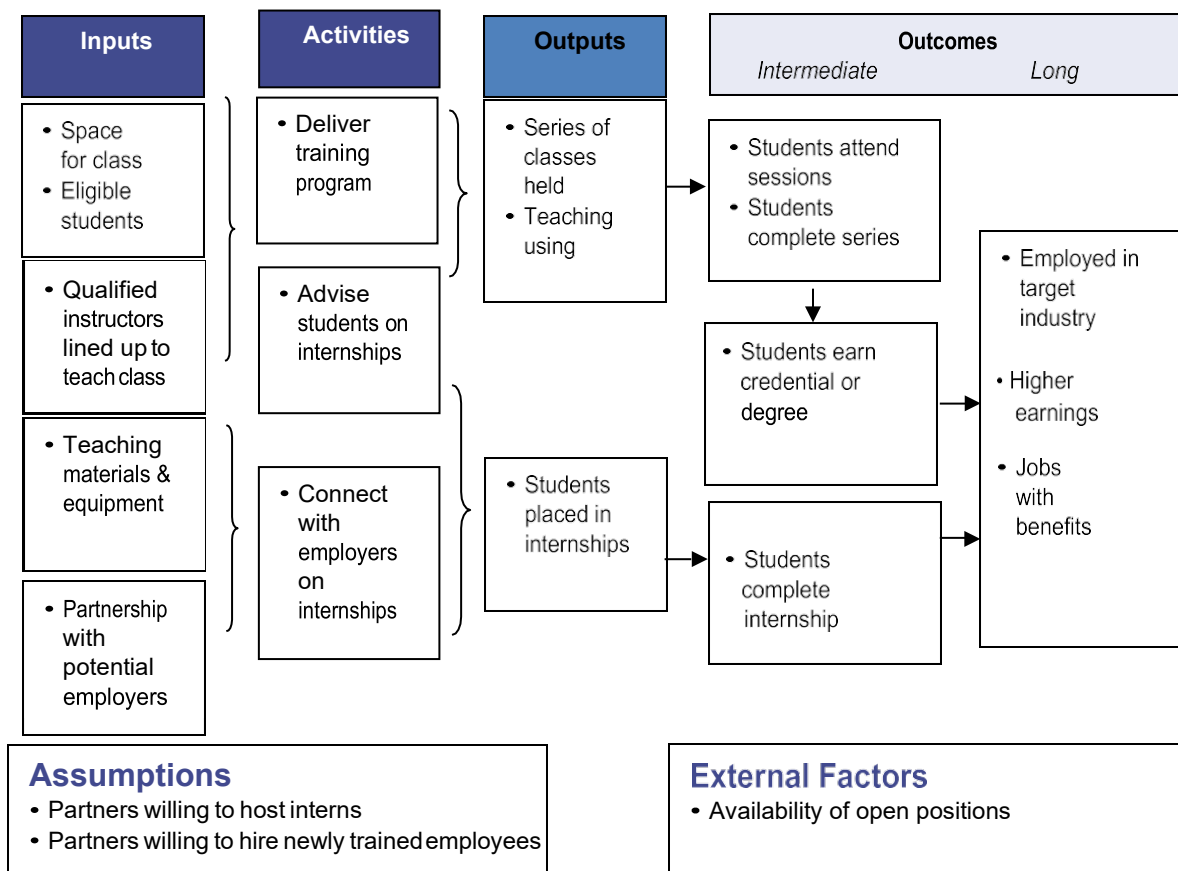 Inputs
Activities
Outputs
Outcomes
Intermediate Long
• Space
for class
• Eligible
students
• Qualified
instructors
lined up to
teach class
• Teaching
materials &
equipment
• Partnership
with
potential
employers
• Deliver
training
program
• Advise
students on
internships
• Connect
with
employers
on
internships
• Series of
classes
held
• Teaching
using
• Students
placed in
internships
• Students attend
sessions
• Students
complete series
• Students earn
credential or
degree
• Students
complete
internship
• Employed in
target
industry
• Higher
earnings
• Jobs
with
benefits
Assumptions
• Partners willing to host interns
• Partners willing to hire newly trained employees
External Factors
• Availability of open positions